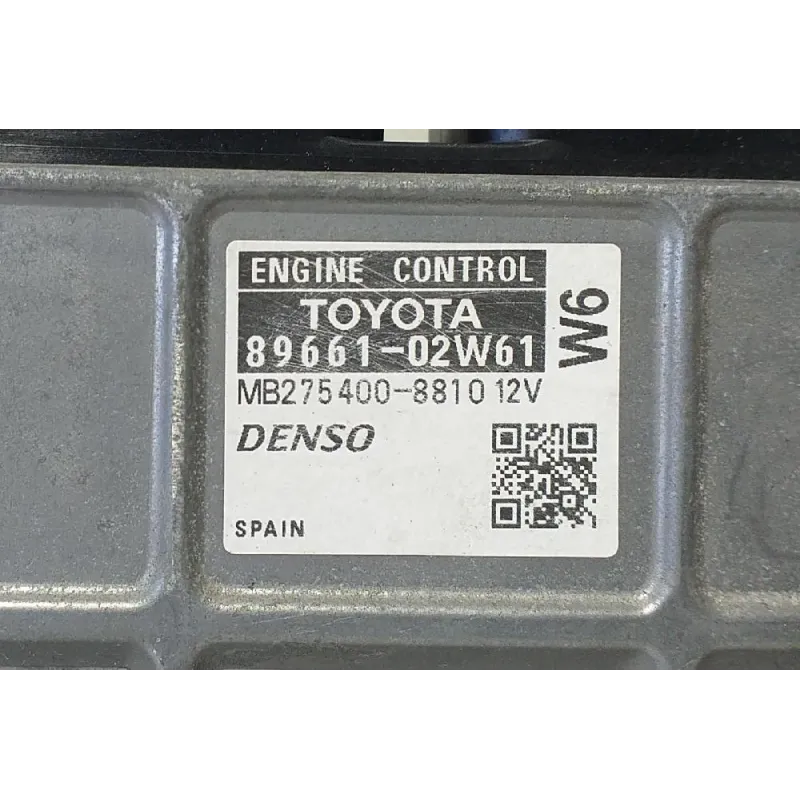 ENGINE CONTROL
TOYOTA
89661-02W61
W6
MB275400-8810 12V
DENSO
SPAIN